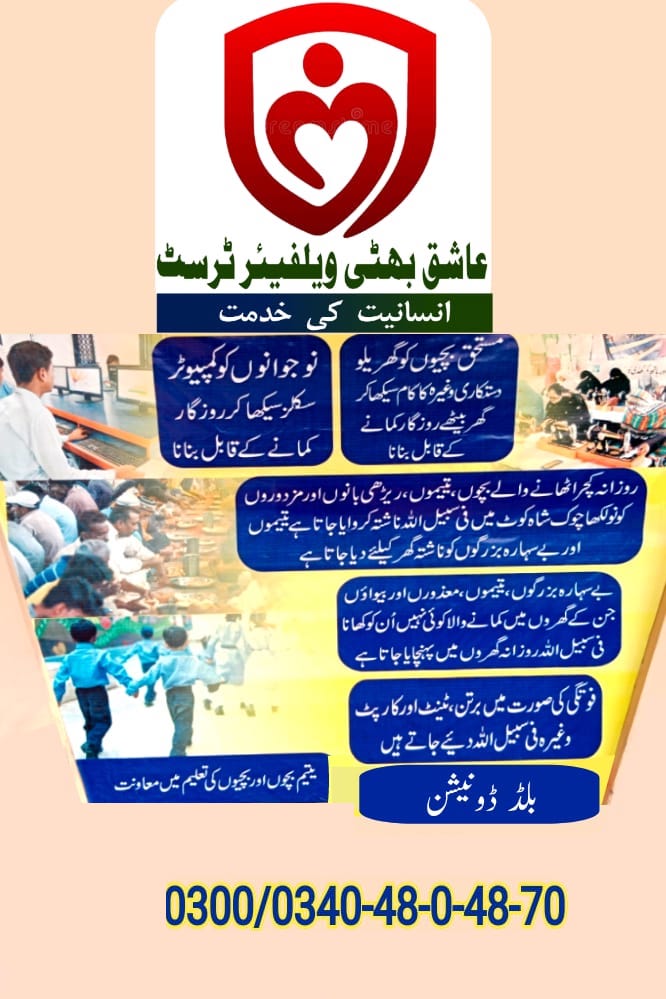 عاشق بھٹی ویلفیئر ٹرسٹ
انسانیت کی خدمت
مستحق بچیوں کو گھریلو
دستکاری وغیرہ کا کام سیکھا کر
گھر بیٹھے روزگار کمانے
کے قابل بنانا
نوجوانوں کو کمپیوٹر
سکلز سیکھا کر روزگار
کمانے کے قابل بنانا
روزانہ کچرا اٹھانے والے بچوں، یتیموں، ریڑھی بانوں اور مزدوروں
کو نولکھا چوک شاہ کوٹ میں فی سبیل اللہ ناشتہ کروایا جاتا ہے یتیموں
اور بے سہارہ بزرگوں کو ناشتہ گھر کیلئے دیا جاتا ہے
بے سہارہ بزرگوں، یتیموں، معذورں اور بیواؤں
جن کے گھروں میں کمانے والا کوئی نہیں اُن کو کھانا
فی سبیل اللہ روزانہ گھروں میں پہنچایا جاتا ہے
فوتگی کی صورت میں برتن، ٹینٹ اور کارپٹ
وغیرہ فی سبیل اللہ دیئے جاتے ہیں
یتیم بچوں اور بچیوں کی تعلیم میں معاونت
بلڈ ڈونیشن
0300/0340-48-0-48-70